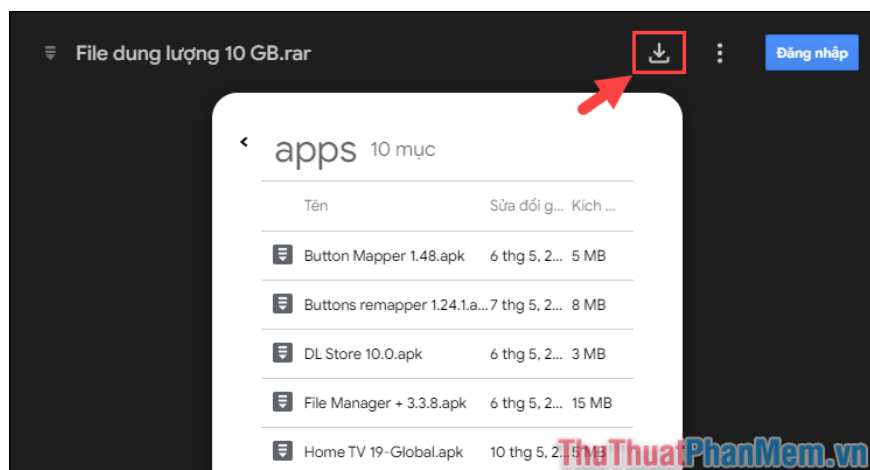 File dung lượng 10 GB.rar
Đăng nhập
apps 10 mục
Tên Sửa đổi g... Kích ...
Button Mapper 1.48.apk 6 thg 5, 2... 5 MB
Buttons remapper 1.24.1.a... 7 thg 5, 2... 8 MB
DL Store 10.0.apk 6 thg 5, 2... 3 MB
File Manager + 3.3.8.apk 6 thg 5, 2... 15 MB
Home TV 19-Global.apk 10 thg 5, 2... 5 MB
ThuThuatPhanMem.vn